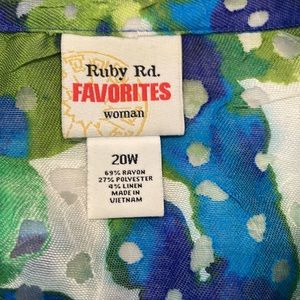 Ruby Rd.
FAVORITES
woman
20W
69% RAYON
27% POLYESTER
4% LINEN
MADE IN
VIETNAM